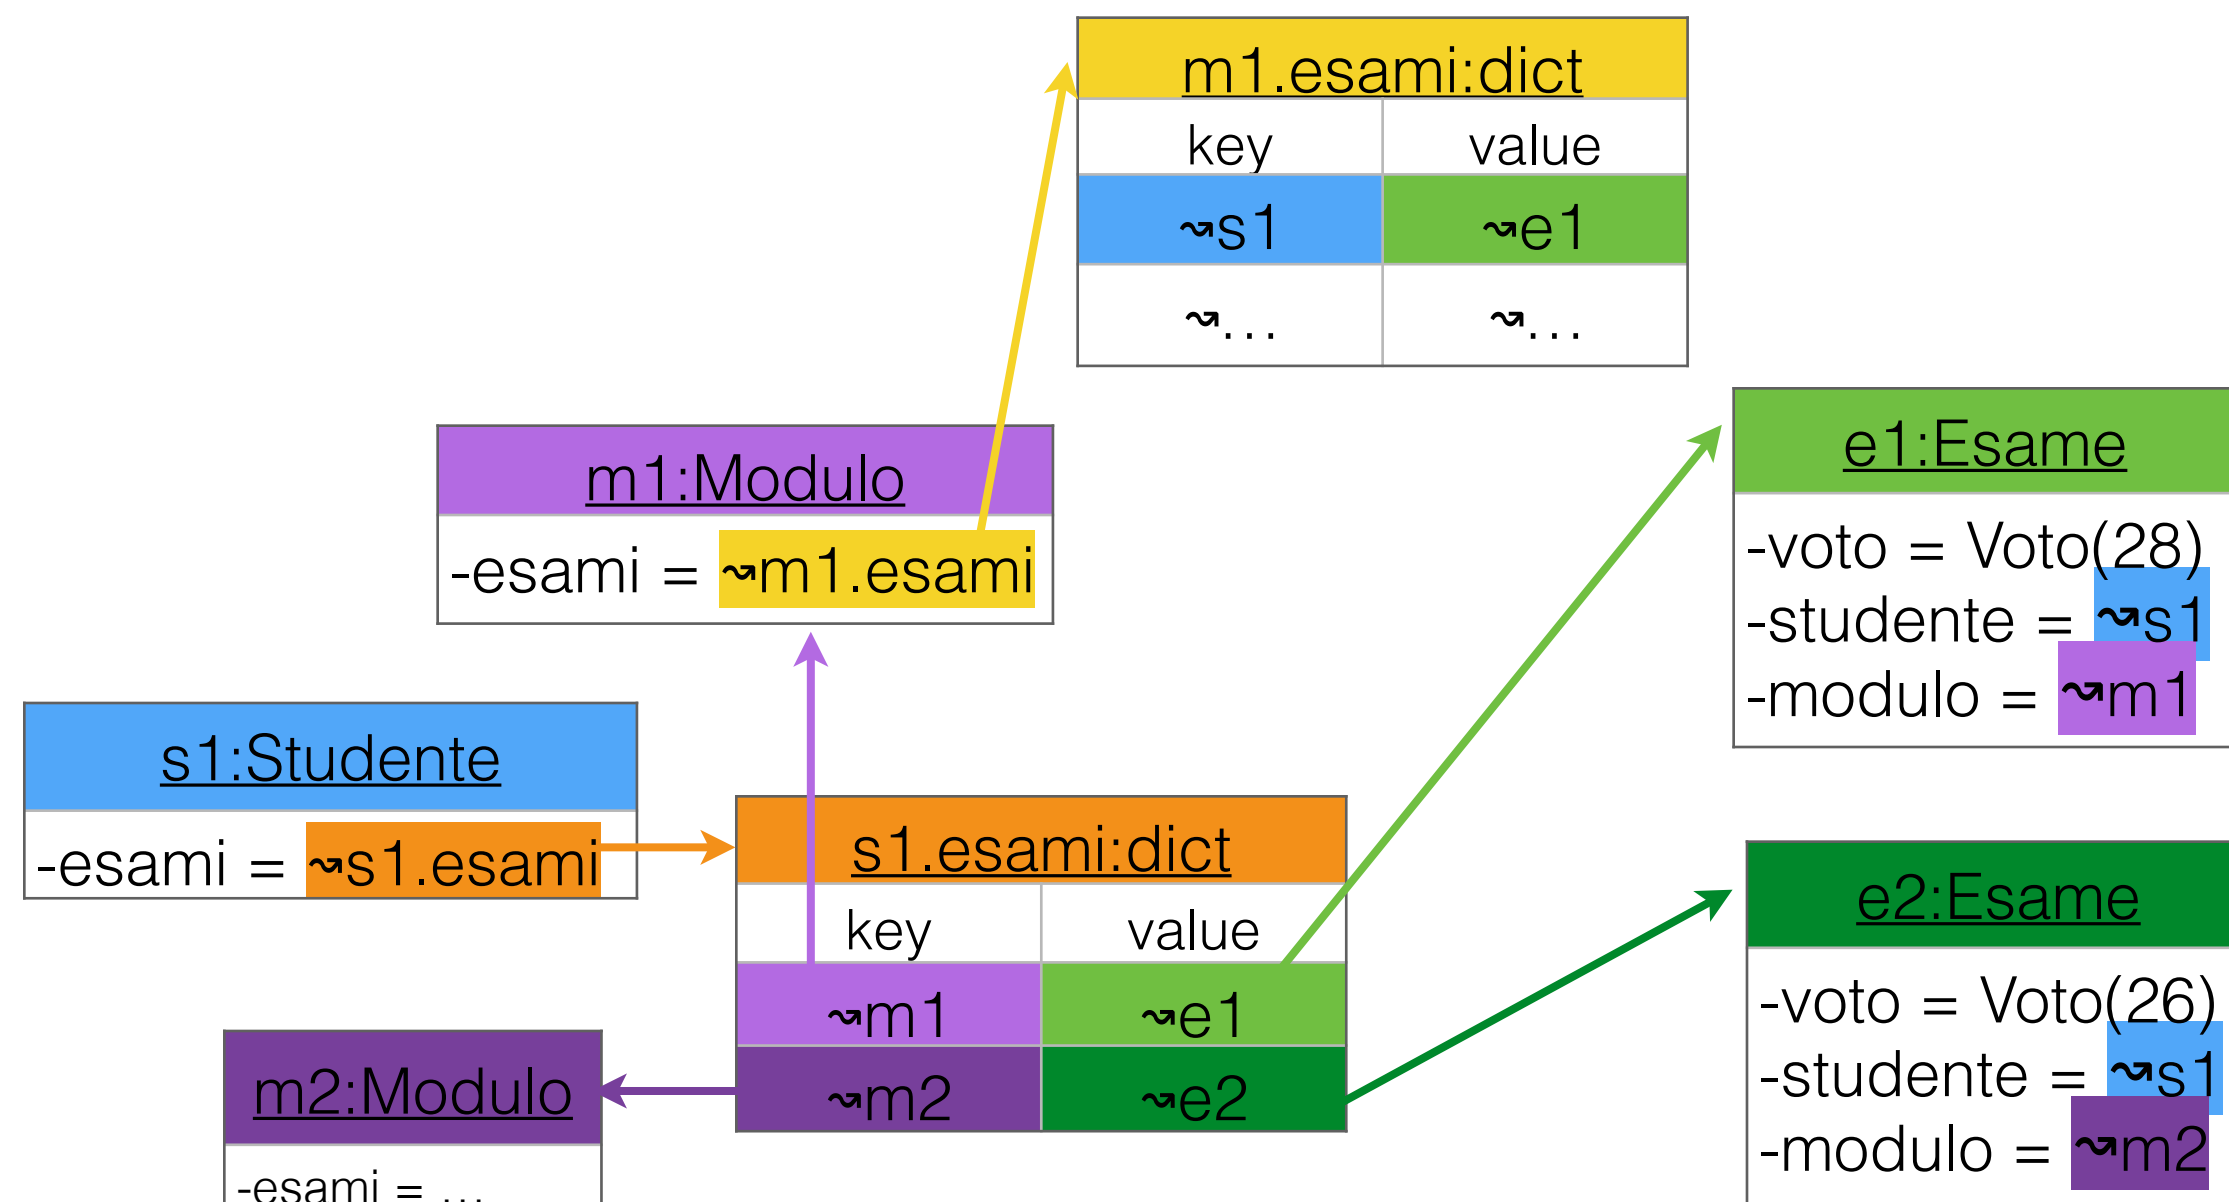 m1.esami:dict
key value
↝s1 ↝e1
↝… ↝…
m1:Modulo
-esami = ↝m1.esami
e1:Esame
-voto = Voto(28)
-studente = ↝s1
-modulo = ↝m1
s1:Studente
-esami = ↝s1.esami
s1.esami:dict
key value
↝m1 ↝e1
↝m2 ↝e2
m2:Modulo
-esami = …
e2:Esame
-voto = Voto(26)
-studente = ↝s1
-modulo = ↝m2